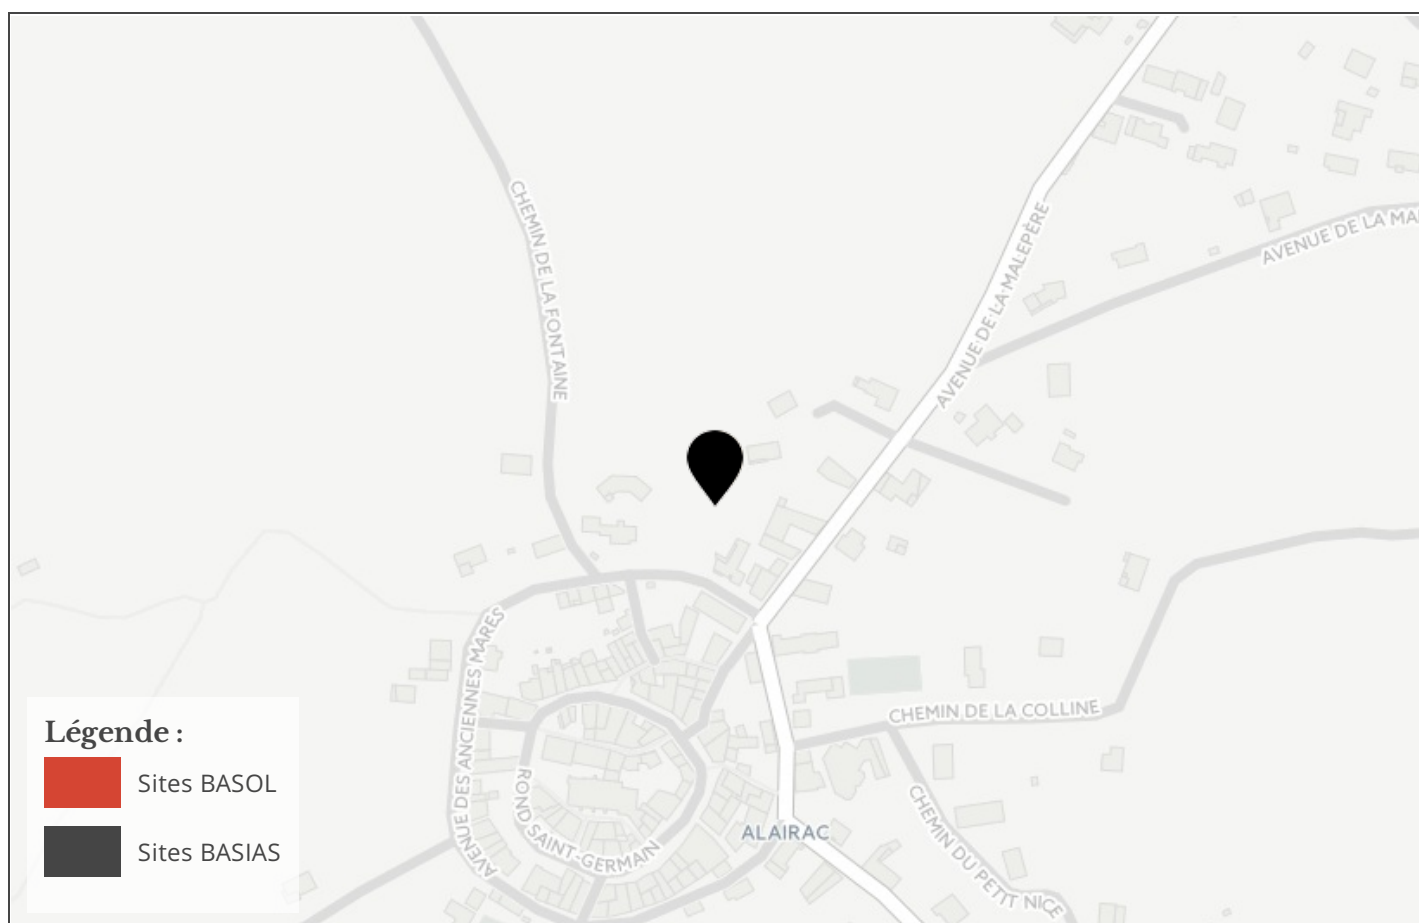 CHEMIN DE LA FONTAINE
AVENUE DE LA MALEPÈRE
AVENUE DE LA MA
AVENUE DES ANCIENNES MARES
CHEMIN DE LA COLLINE
ROND SAINT-GERMAIN
ALAIRAC
CHEMIN DU PETIT NICE
Légende :
Sites BASOL
Sites BASIAS